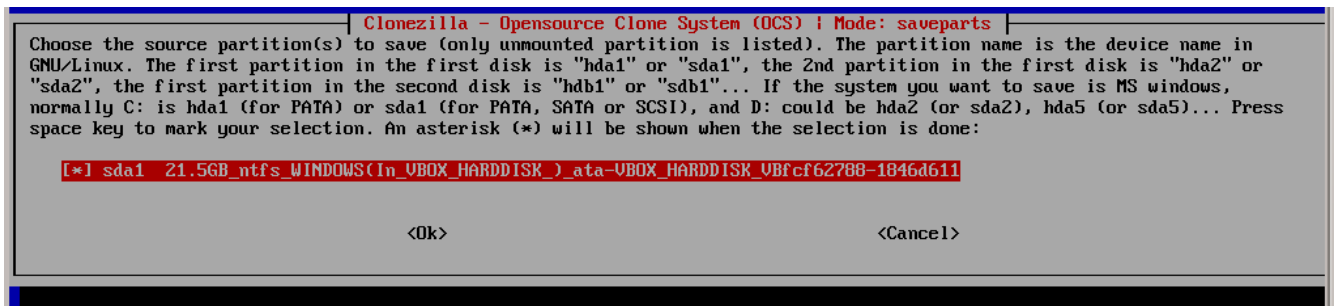 Clonezilla - Opensource Clone System (OCS) | Mode: saveparts
Choose the source partition(s) to save (only unmounted partition is listed). The partition name is the device name in
GNU/Linux. The first partition in the first disk is "hda1" or "sda1", the 2nd partition in the first disk is "hda2" or
"sda2", the first partition in the second disk is "hdb1" or "sdb1"... If the system you want to save is MS windows,
normally C: is hda1 (for PATA) or sda1 (for PATA, SATA or SCSI), and D: could be hda2 (or sda2), hda5 (or sda5)... Press
space key to mark your selection. An asterisk (*) will be shown when the selection is done:
[*] sda1 21.5GB_ntfs_WINDOWS(In_VBOX_HARDDISK_)_ata-VBOX_HARDDISK_VBfcf62788-1846d611
<Ok> <Cancel>